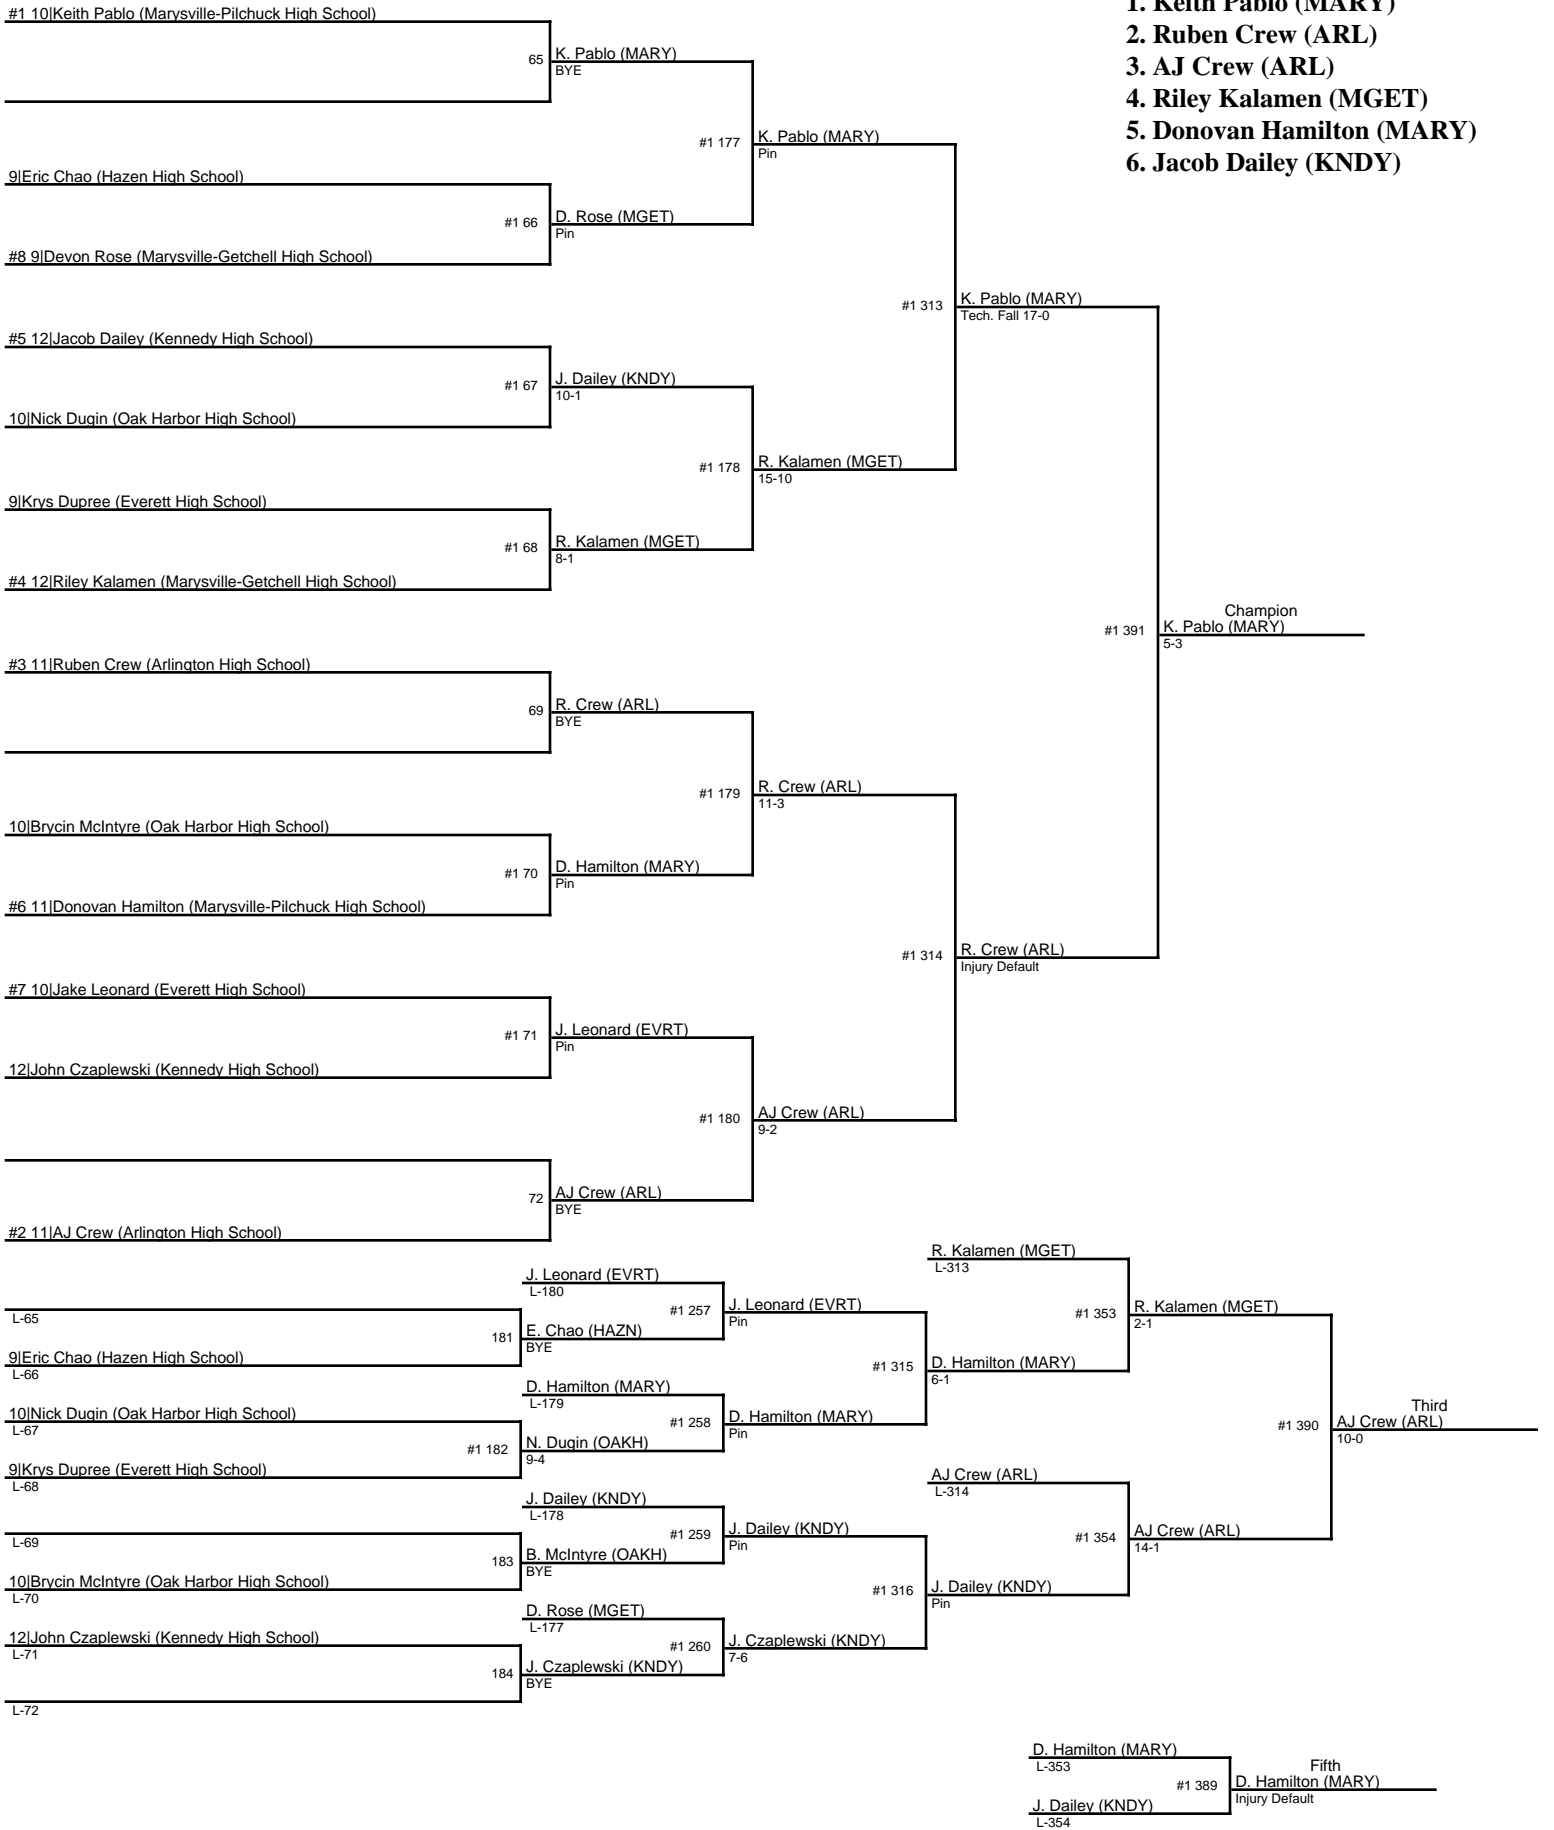 #1 10|Keith Pablo (Marysville-Pilchuck High School)
1. Keith Pablo (MARY)
2. Ruben Crew (ARL)
3. AJ Crew (ARL)
4. Riley Kalamen (MGET)
5. Donovan Hamilton (MARY)
6. Jacob Dailey (KNDY)
65 K. Pablo (MARY)
BYE
#1 177 K. Pablo (MARY)
Pin
9|Eric Chao (Hazen High School)
#1 66 D. Rose (MGET)
Pin
#8 9|Devon Rose (Marysville-Getchell High School)
#1 313 K. Pablo (MARY)
Tech. Fall 17-0
#5 12|Jacob Dailey (Kennedy High School)
#1 67 J. Dailey (KNDY)
10-1
10|Nick Dugin (Oak Harbor High School)
#1 178 R. Kalamen (MGET)
15-10
9|Krys Dupree (Everett High School)
#1 68 R. Kalamen (MGET)
8-1
#4 12|Riley Kalamen (Marysville-Getchell High School)
Champion
#1 391 K. Pablo (MARY)
5-3
#3 11|Ruben Crew (Arlington High School)
69 R. Crew (ARL)
BYE
#1 179 R. Crew (ARL)
11-3
10|Brycin McIntyre (Oak Harbor High School)
#1 70 D. Hamilton (MARY)
Pin
#6 11|Donovan Hamilton (Marysville-Pilchuck High School)
#1 314 R. Crew (ARL)
Injury Default
#7 10|Jake Leonard (Everett High School)
#1 71 J. Leonard (EVRT)
Pin
12|John Czaplewski (Kennedy High School)
#1 180 AJ Crew (ARL)
9-2
72 AJ Crew (ARL)
BYE
#2 11|AJ Crew (Arlington High School)
R. Kalamen (MGET)
L-313
J. Leonard (EVRT)
L-180
#1 257 J. Leonard (EVRT)
Pin
#1 353 R. Kalamen (MGET)
2-1
L-65
181 E. Chao (HAZN)
BYE
9|Eric Chao (Hazen High School)
L-66
#1 315 D. Hamilton (MARY)
6-1
D. Hamilton (MARY)
L-179
10|Nick Dugin (Oak Harbor High School)
L-67
#1 258 D. Hamilton (MARY)
Pin
Third
#1 390 AJ Crew (ARL)
10-0
#1 182 N. Dugin (OAKH)
9-4
9|Krys Dupree (Everett High School)
L-68
AJ Crew (ARL)
L-314
J. Dailey (KNDY)
L-178
#1 259 J. Dailey (KNDY)
Pin
#1 354 AJ Crew (ARL)
14-1
L-69
183 B. McIntyre (OAKH)
BYE
10|Brycin McIntyre (Oak Harbor High School)
L-70
#1 316 J. Dailey (KNDY)
Pin
D. Rose (MGET)
L-177
12|John Czaplewski (Kennedy High School)
L-71
#1 260 J. Czaplewski (KNDY)
7-6
184 J. Czaplewski (KNDY)
BYE
L-72
D. Hamilton (MARY)
L-353
Fifth
#1 389 D. Hamilton (MARY)
Injury Default
J. Dailey (KNDY)
L-354